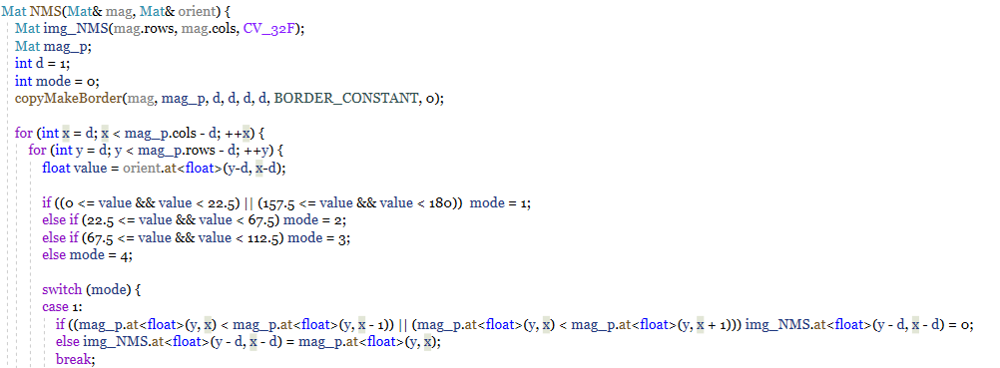 Mat NMS(Mat& mag, Mat& orient) {
Mat img_NMS(mag.rows, mag.cols, CV_32F);
Mat mag_p;
int d = 1;
int mode = 0;
copyMakeBorder(mag, mag_p, d, d, d, d, BORDER_CONSTANT, 0);
for (int x = d; x < mag_p.cols - d; ++x) {
for (int y = d; y < mag_p.rows - d; ++y) {
float value = orient.at<float>(y-d, x-d);
if ((0 <= value && value < 22.5) || (157.5 <= value && value < 180)) mode = 1;
else if (22.5 <= value && value < 67.5) mode = 2;
else if (67.5 <= value && value < 112.5) mode = 3;
else mode = 4;
switch (mode) {
case 1:
if ((mag_p.at<float>(y, x) < mag_p.at<float>(y, x - 1)) || (mag_p.at<float>(y, x) < mag_p.at<float>(y, x + 1))) img_NMS.at<float>(y - d, x - d) = 0;
else img_NMS.at<float>(y - d, x - d) = mag_p.at<float>(y, x);
break;